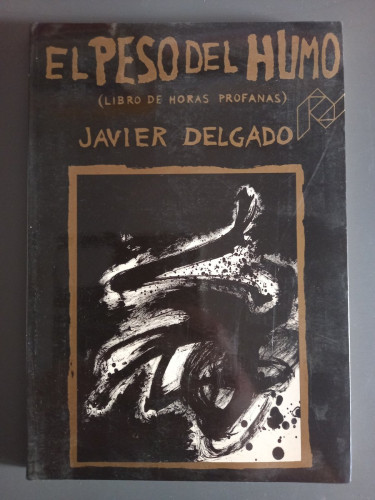 EL PESO DEL HUMO
(LIBRO DE HORAS PROFANAS)
JAVIER DELGADO